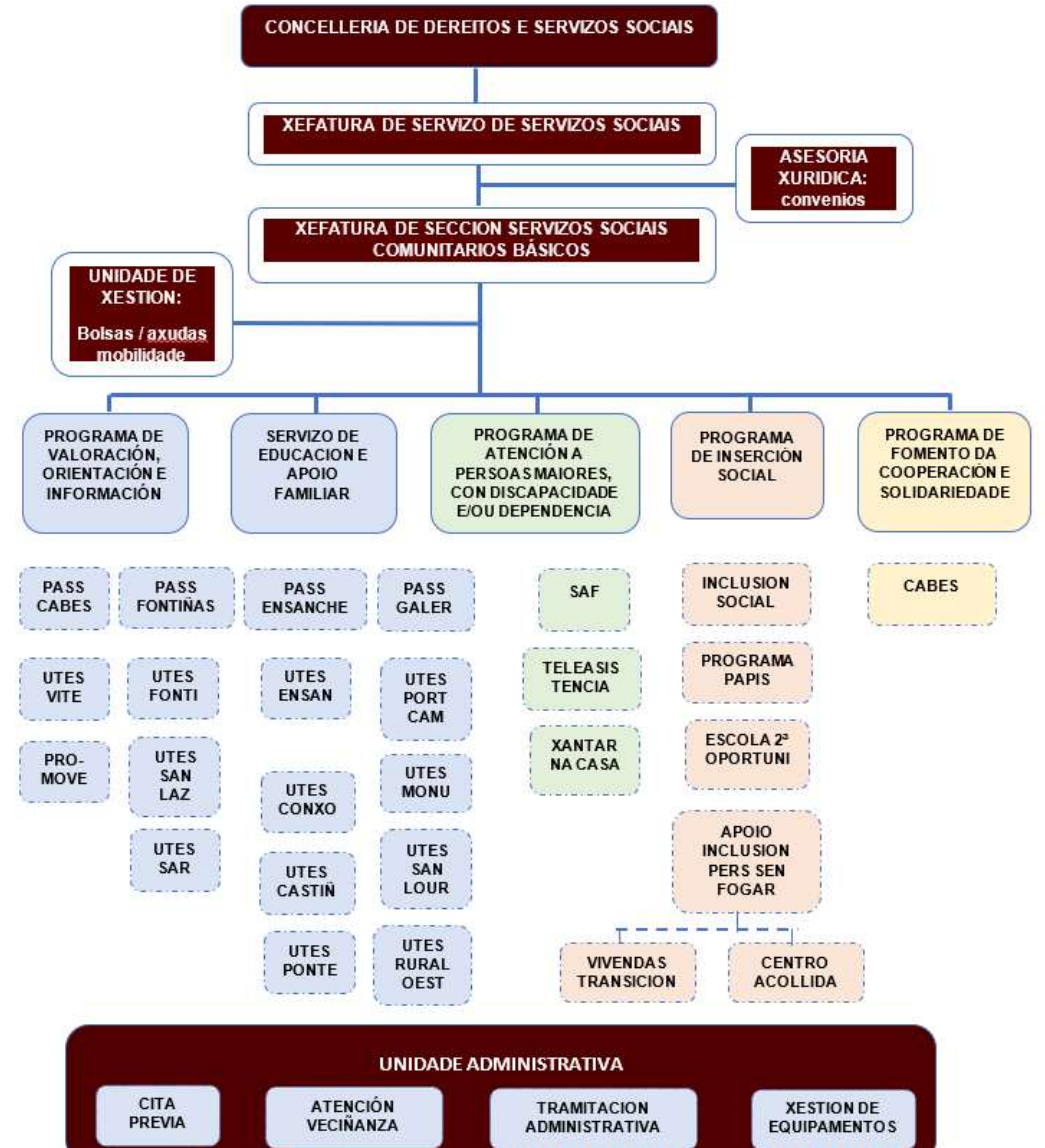 CONCELLERIA DE DEREITOS E SERVIZOS SOCIAIS
XEFATURA DE SERVIZO DE SERVIZOS SOCIAIS
ASESORIA
XURIDICA:
convenios
XEFATURA DE SECCION SERVIZOS SOCIAIS
COMUNITARIOS BÁSICOS
UNIDADE DE
XESTION:
Bolsas / axudas
mobilidade
PROGRAMA DE
VALORACIÓN,
ORIENTACIÓN E
INFORMACIÓN
SERVIZO DE
EDUCACION E
APOIO
FAMILIAR
PROGRAMA DE
ATENCIÓN A
PERSOAS MAIORES,
CON DISCAPACIDADE
E/OU DEPENDENCIA
PROGRAMA
DE INSERCIÓN
SOCIAL
PROGRAMA DE
FOMENTO DA
COOPERACIÓN E
SOLIDARIEDADE
PASS
CABES
PASS
FONTIÑAS
PASS
ENSANCHE
PASS
GALER
SAF
INCLUSION
SOCIAL
CABES
UTES
VITE
UTES
FONTI
UTES
ENSAN
UTES
PORT
CAM
TELEASIS
TENCIA
PROGRAMA
PAPIS
PRO-
MOVE
UTES
SAN
LAZ
UTES
CONXO
UTES
MONU
XANTAR
NA CASA
ESCOLA 2ª
OPORTUNI
UTES
SAR
UTES
CASTIÑ
UTES
SAN
LOUR
APOIO
INCLUSION
PERS SEN
FOGAR
UTES
PONTE
UTES
RURAL
OEST
VIVENDAS
TRANSICION
CENTRO
ACOLLIDA
UNIDADE ADMINISTRATIVA
CITA
PREVIA
ATENCIÓN
VECIÑANZA
TRAMITACION
ADMINISTRATIVA
XESTION DE
EQUIPAMENTOS